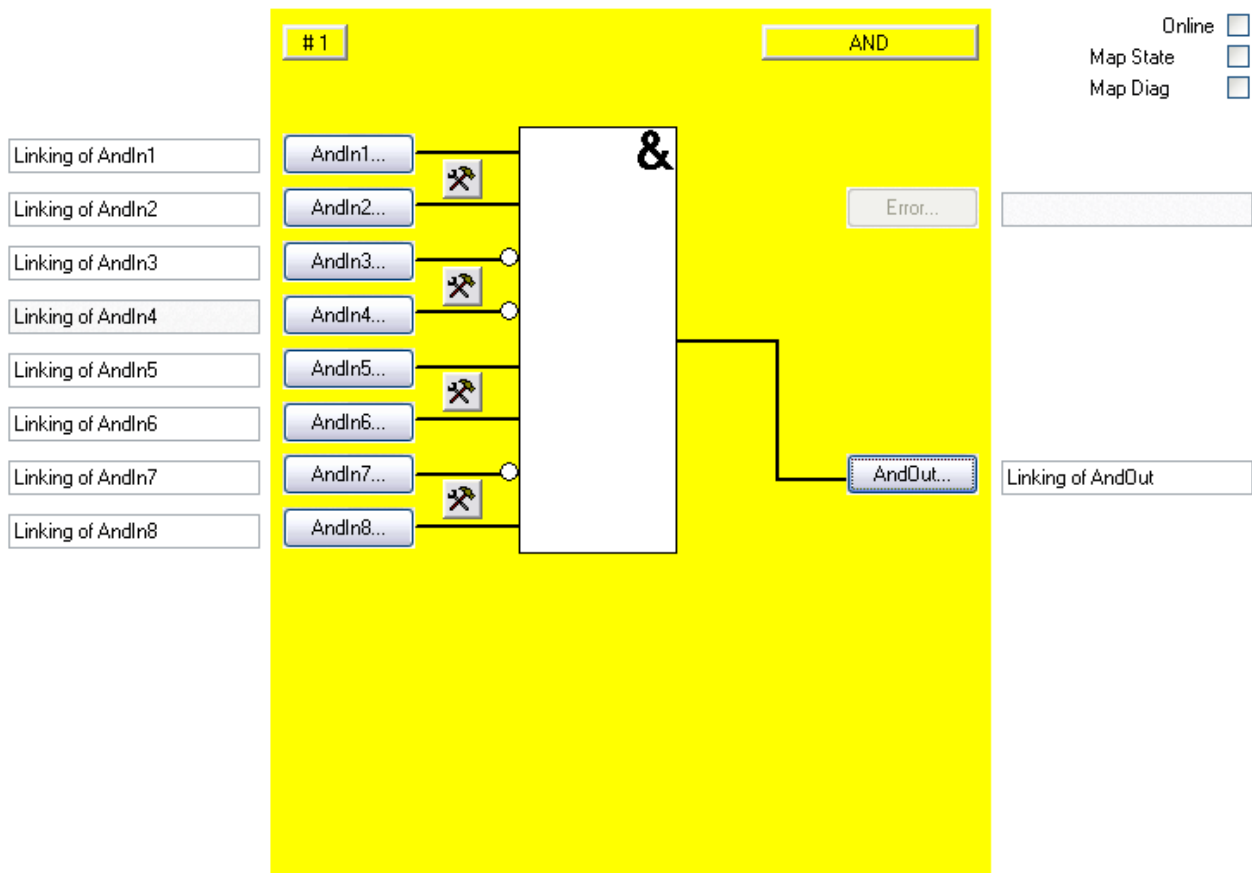 # 1
AND
Online
Map State
Map Diag
Linking of AndIn1
AndIn1...
&
Linking of AndIn2
AndIn2...
Error...
Linking of AndIn3
AndIn3...
Linking of AndIn4
AndIn4...
Linking of AndIn5
AndIn5...
Linking of AndIn6
AndIn6...
Linking of AndIn7
AndIn7...
AndOut...
Linking of AndOut
Linking of AndIn8
AndIn8...